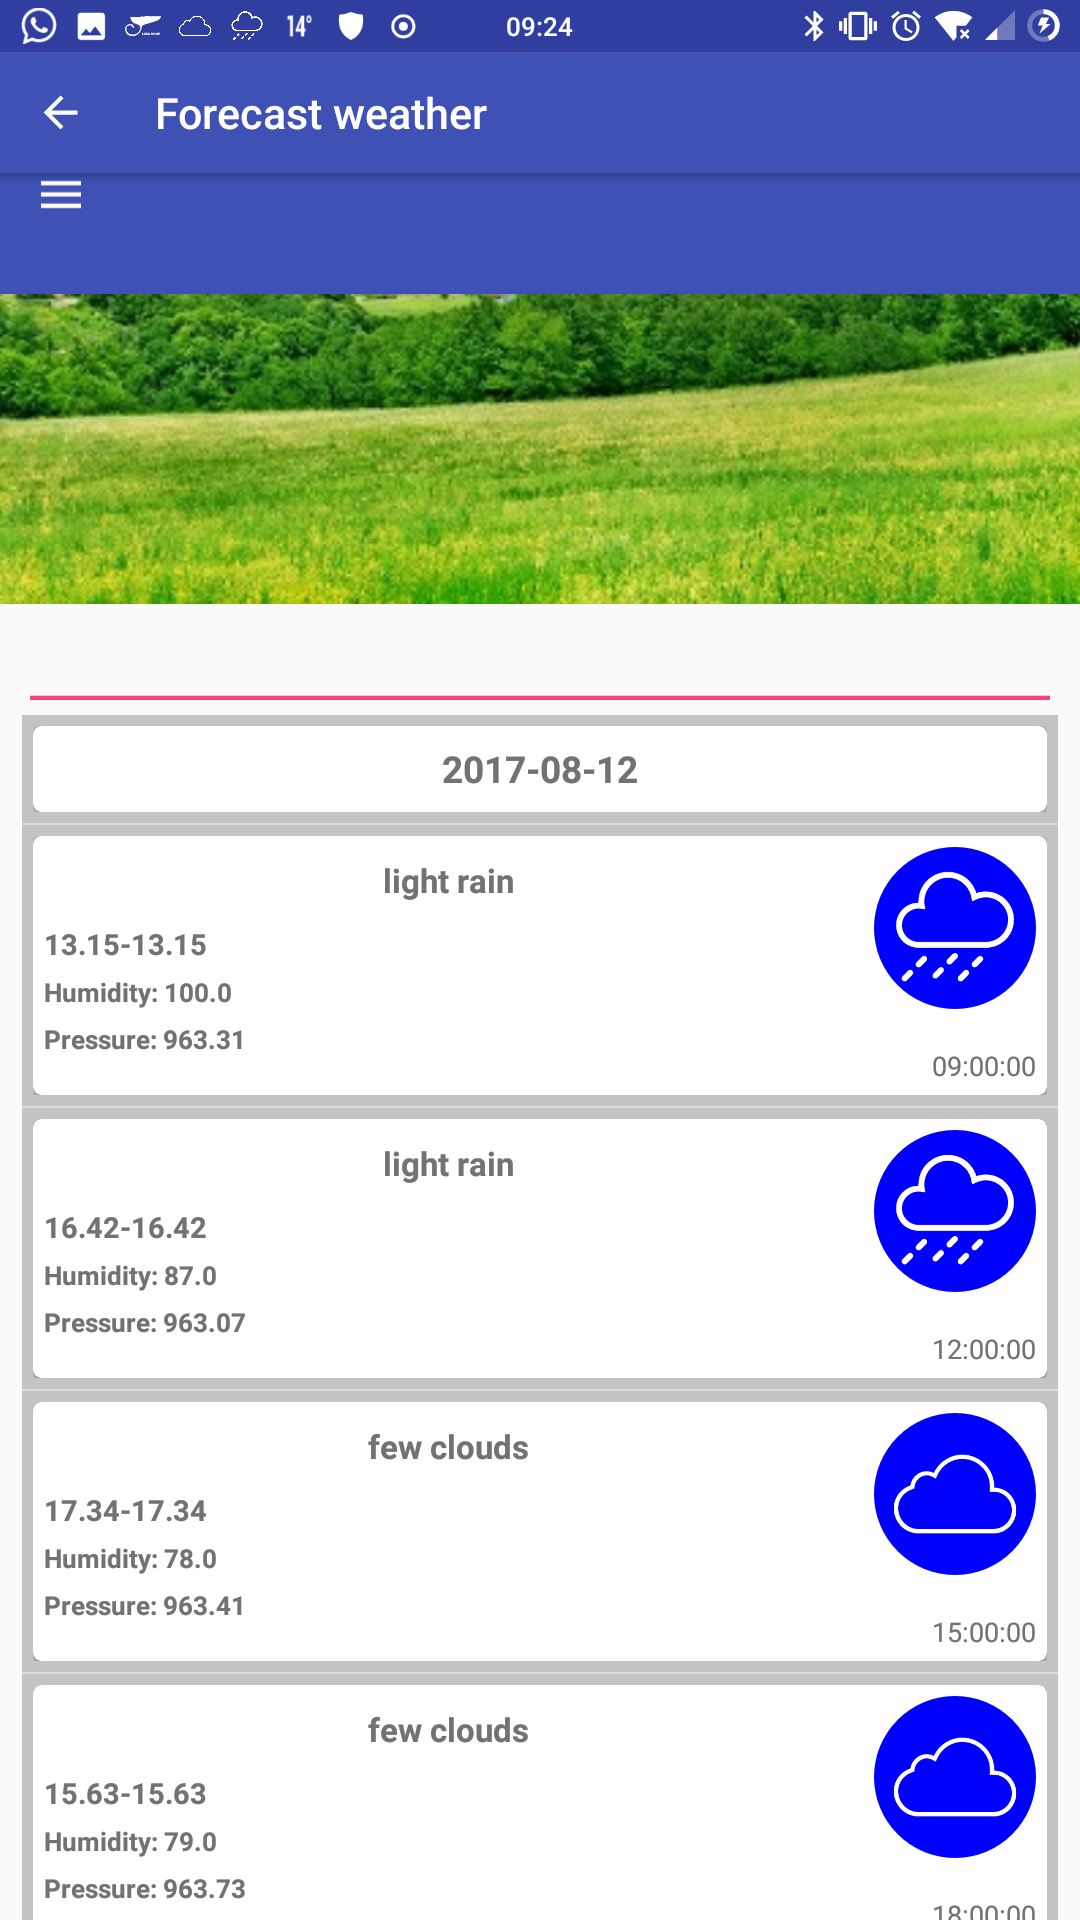 14° 09:24
Forecast weather
2017-08-12
light rain
13.15-13.15
Humidity: 100.0
Pressure: 963.31
09:00:00
light rain
16.42-16.42
Humidity: 87.0
Pressure: 963.07
12:00:00
few clouds
17.34-17.34
Humidity: 78.0
Pressure: 963.41
15:00:00
few clouds
15.63-15.63
Humidity: 79.0
Pressure: 963.73
18:00:00